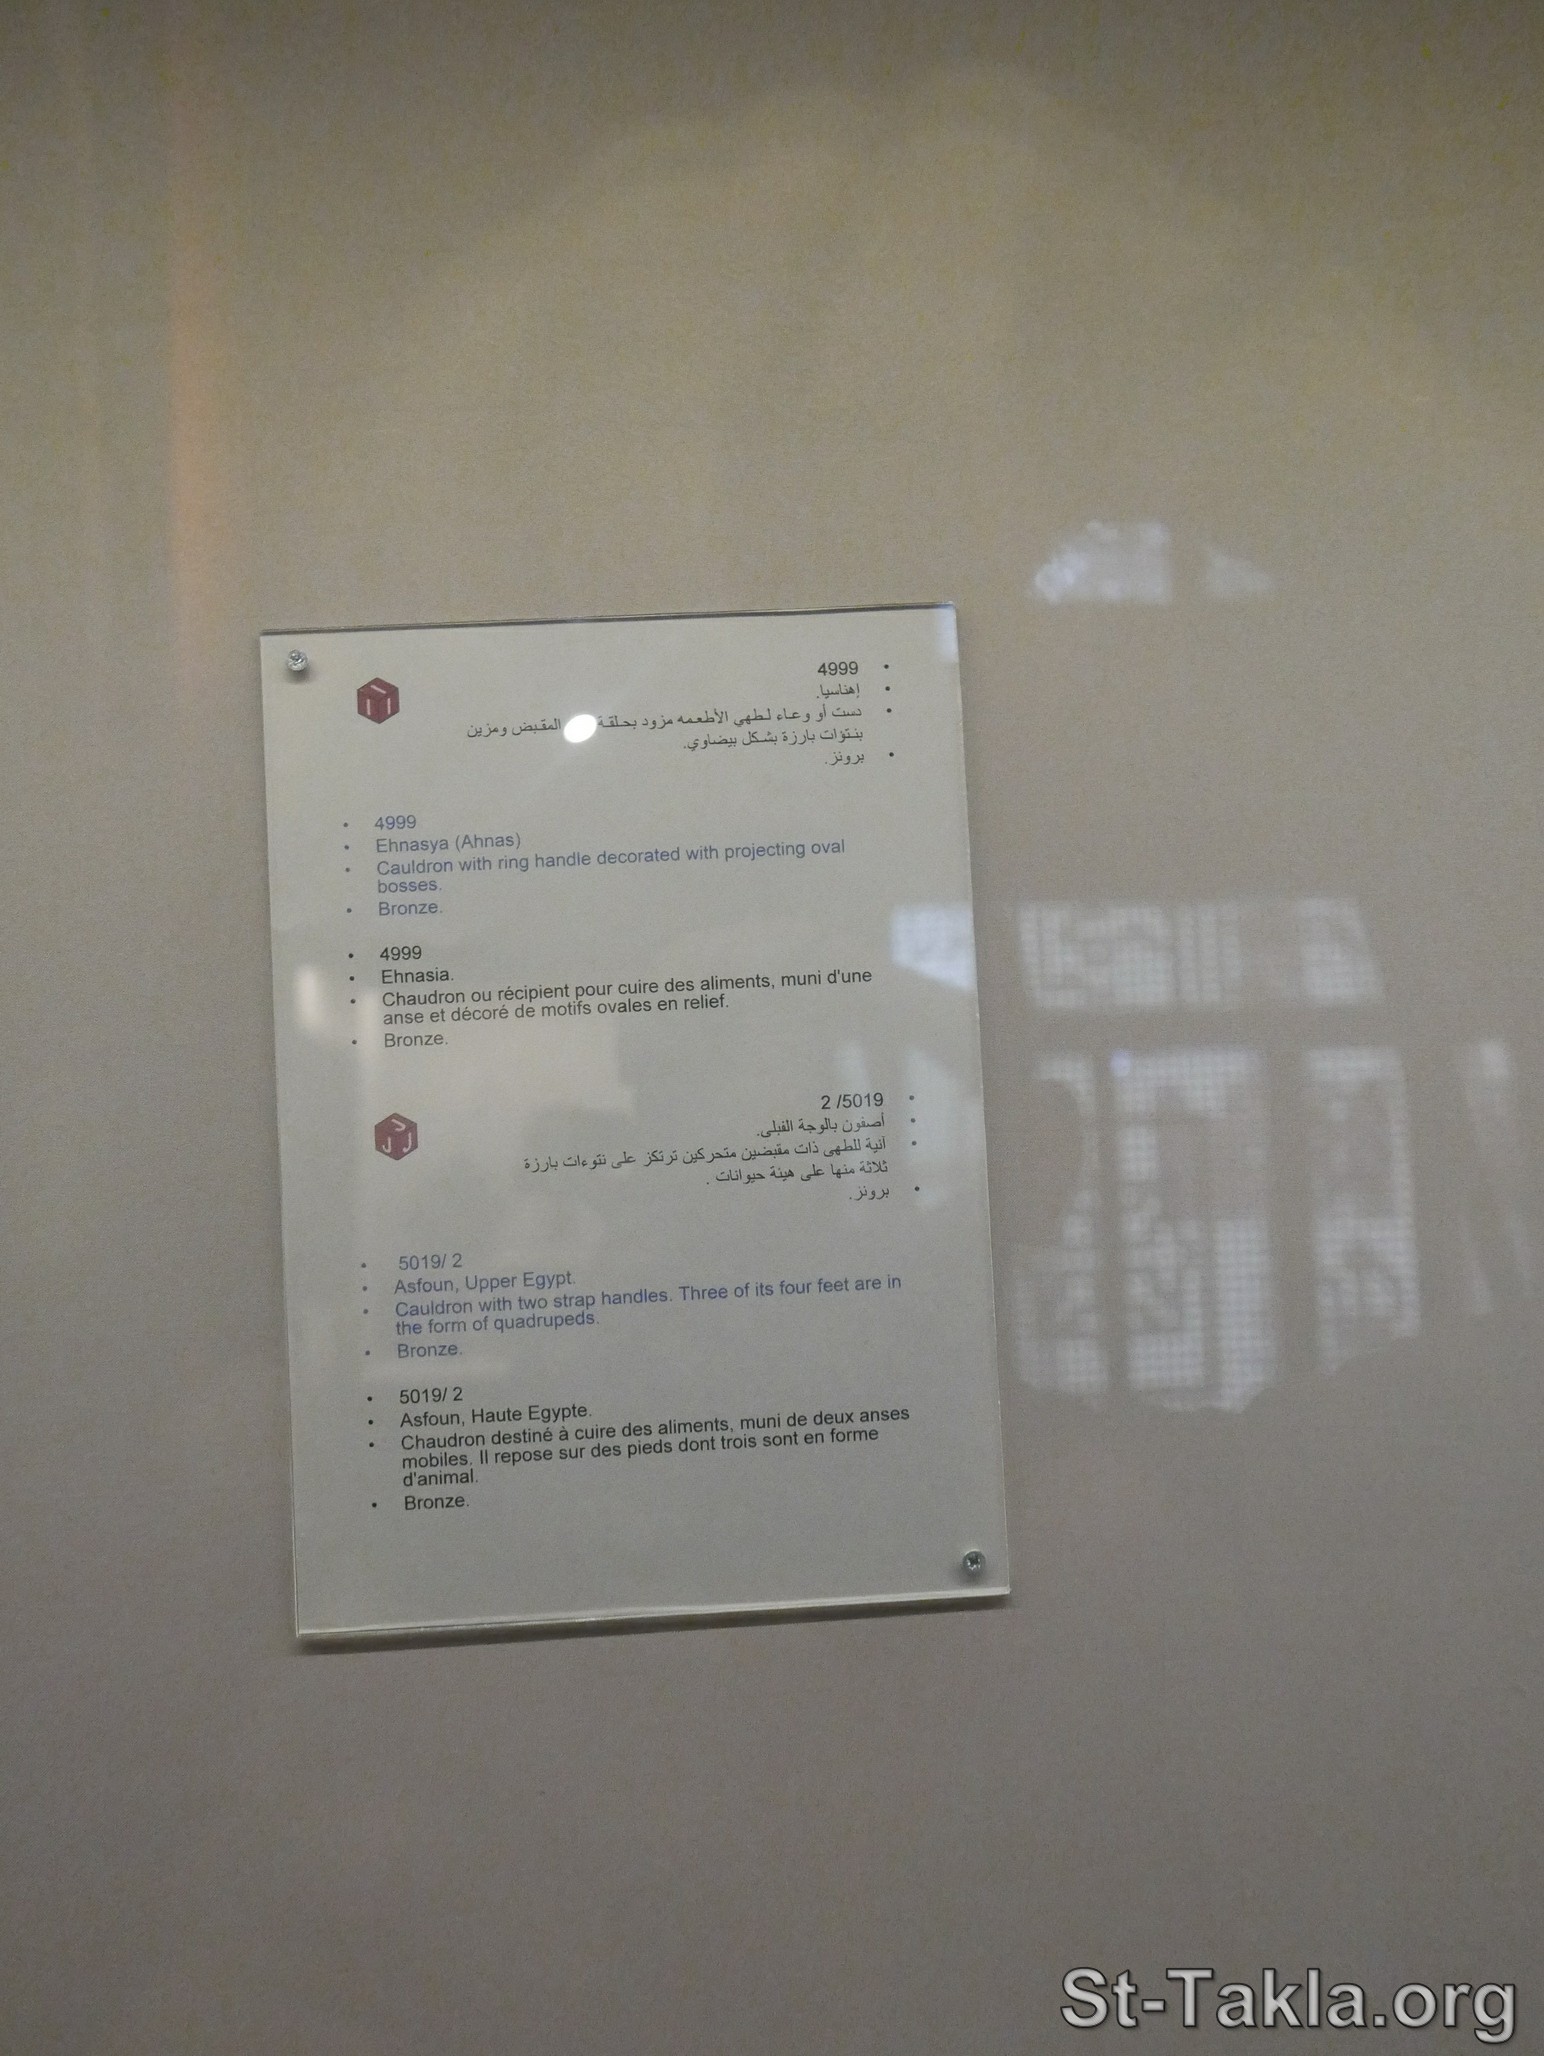 4999
إهناسيا.
دست أو وعاء لطهي الأطعمه مزود بحلقة المقبض ومزين
بنتؤات بارزة بشكل بيضاوي.
برونز.
• 4999
• Ehnasya (Ahnas)
• Cauldron with ring handle decorated with projecting oval
bosses.
• Bronze.
• 4999
• Ehnasia.
• Chaudron ou récipient pour cuire des aliments, muni d'une
anse et décoré de motifs ovales en relief.
• Bronze.
2 /5019
أصفون بالوجة القبلى.
آنية للطهى ذات مقبضين متحركين ترتكز على نتوءات بارزة
ثلاثة منها على هيئة حيوانات .
برونز.
• 5019/ 2
• Asfoun, Upper Egypt.
• Cauldron with two strap handles. Three of its four feet are in
the form of quadrupeds.
• Bronze.
• 5019/ 2
• Asfoun, Haute Egypte.
• Chaudron destiné à cuire des aliments, muni de deux anses
mobiles. Il repose sur des pieds dont trois sont en forme
d'animal.
• Bronze.
St-Takla.org